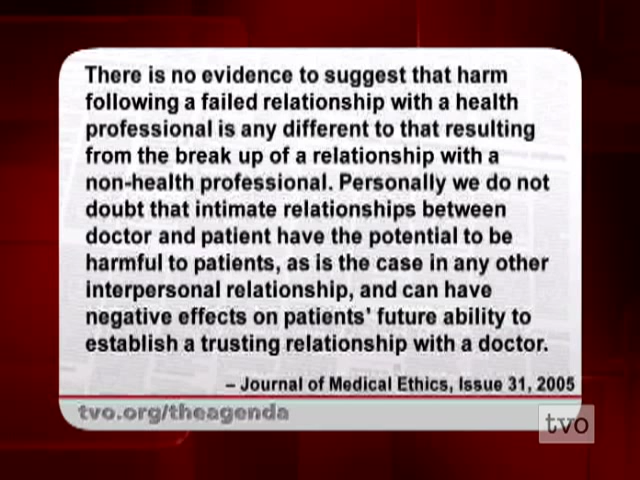 There is no evidence to suggest that harm
following a failed relationship with a health
professional is any different to that resulting
from the break up of a relationship with a
non-health professional. Personally we do not
doubt that intimate relationships between
doctor and patient have the potential to be
harmful to patients, as is the case in any other
interpersonal relationship, and can have
negative effects on patients' future ability to
establish a trusting relationship with a doctor.
– Journal of Medical Ethics, Issue 31, 2005
tvo.org/theagenda
tvo